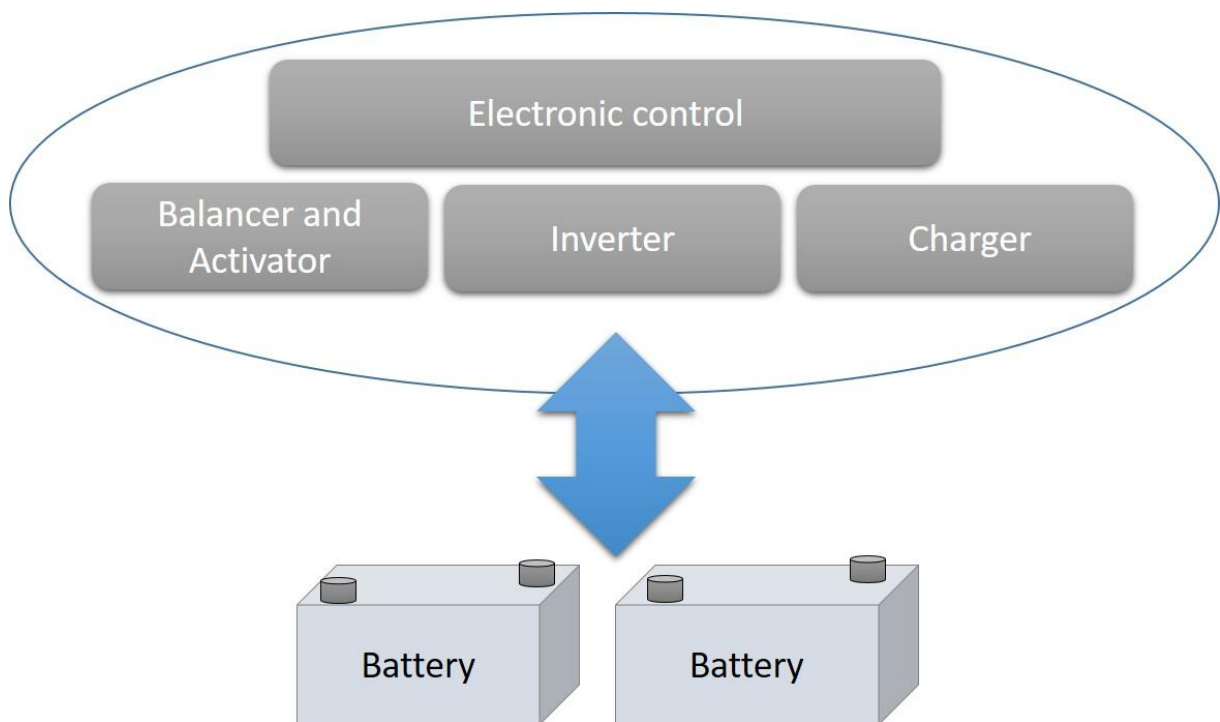 Electronic control
Balancer and
Activator
Inverter
Charger
Battery
Battery